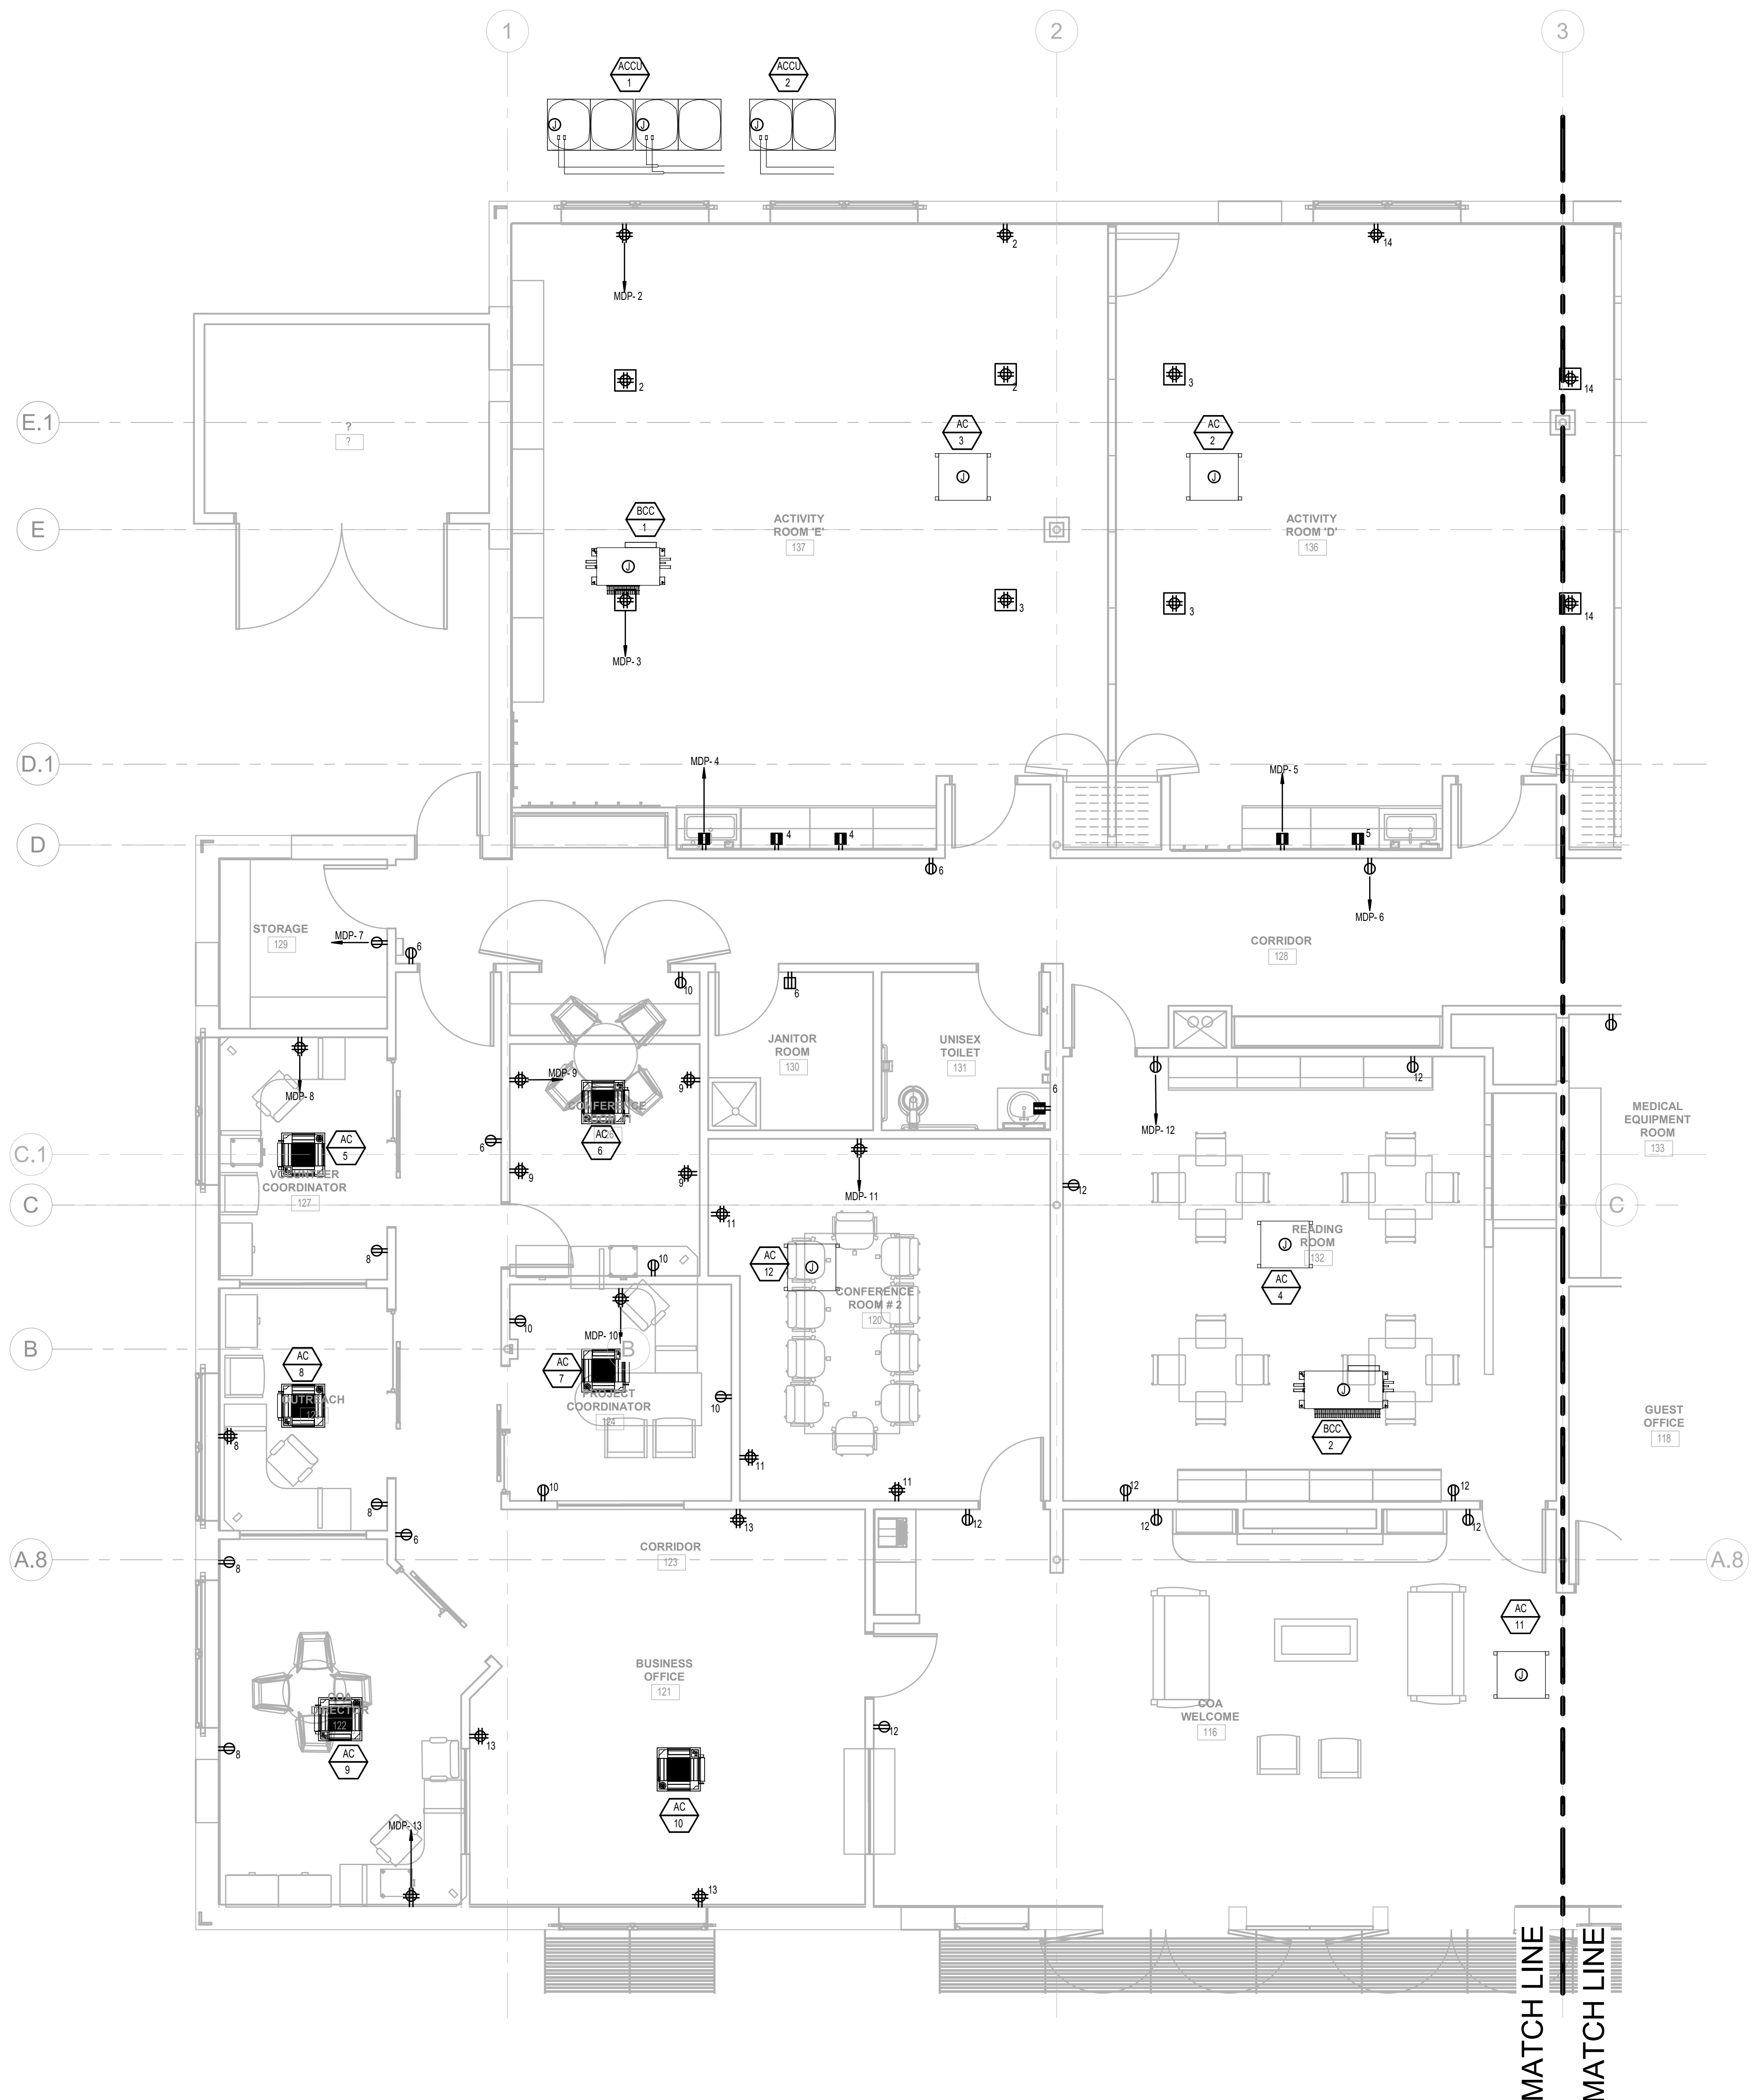 1
2
3
ACCU
1
ACCU
2
J
J
J
2
14
MDP- 2
2
2
3
14
E.1
?
?
AC
3
AC
2
J
J
BCC
1
E
ACTIVITY
ROOM 'E'
137
ACTIVITY
ROOM 'D'
136
J
3
3
14
MDP- 3
D.1
MDP- 4
MDP- 5
4
4
5
D
6
MDP- 6
STORAGE
129
MDP- 7
6
CORRIDOR
128
10
6
JANITOR
ROOM
130
UNISEX
TOILET
131
MDP- 9
9
12
MDP- 8
6
MEDICAL
EQUIPMENT
ROOM
133
CONFERENCE
MDP- 12
AC
5
AC
6
6
C.1
VOLUNTEER
COORDINATOR
127
9
9
MDP- 11
12
C
C
11
READING
ROOM
132
J
8
10
AC
12
J
AC
4
CONFERENCE
ROOM # 2
120
10
MDP- 10
B
B
AC
8
AC
7
J
PROJECT
COORDINATOR
124
OUTREACH
10
GUEST
OFFICE
118
8
BCC
2
11
10
11
12
12
8
6
13
12
12
12
CORRIDOR
123
A.8
A.8
8
AC
11
BUSINESS
OFFICE
121
J
COA
DIRECTOR
122
COA
WELCOME
116
8
13
12
AC
9
AC
10
MDP- 13
13
MATCH LINE
MATCH LINE